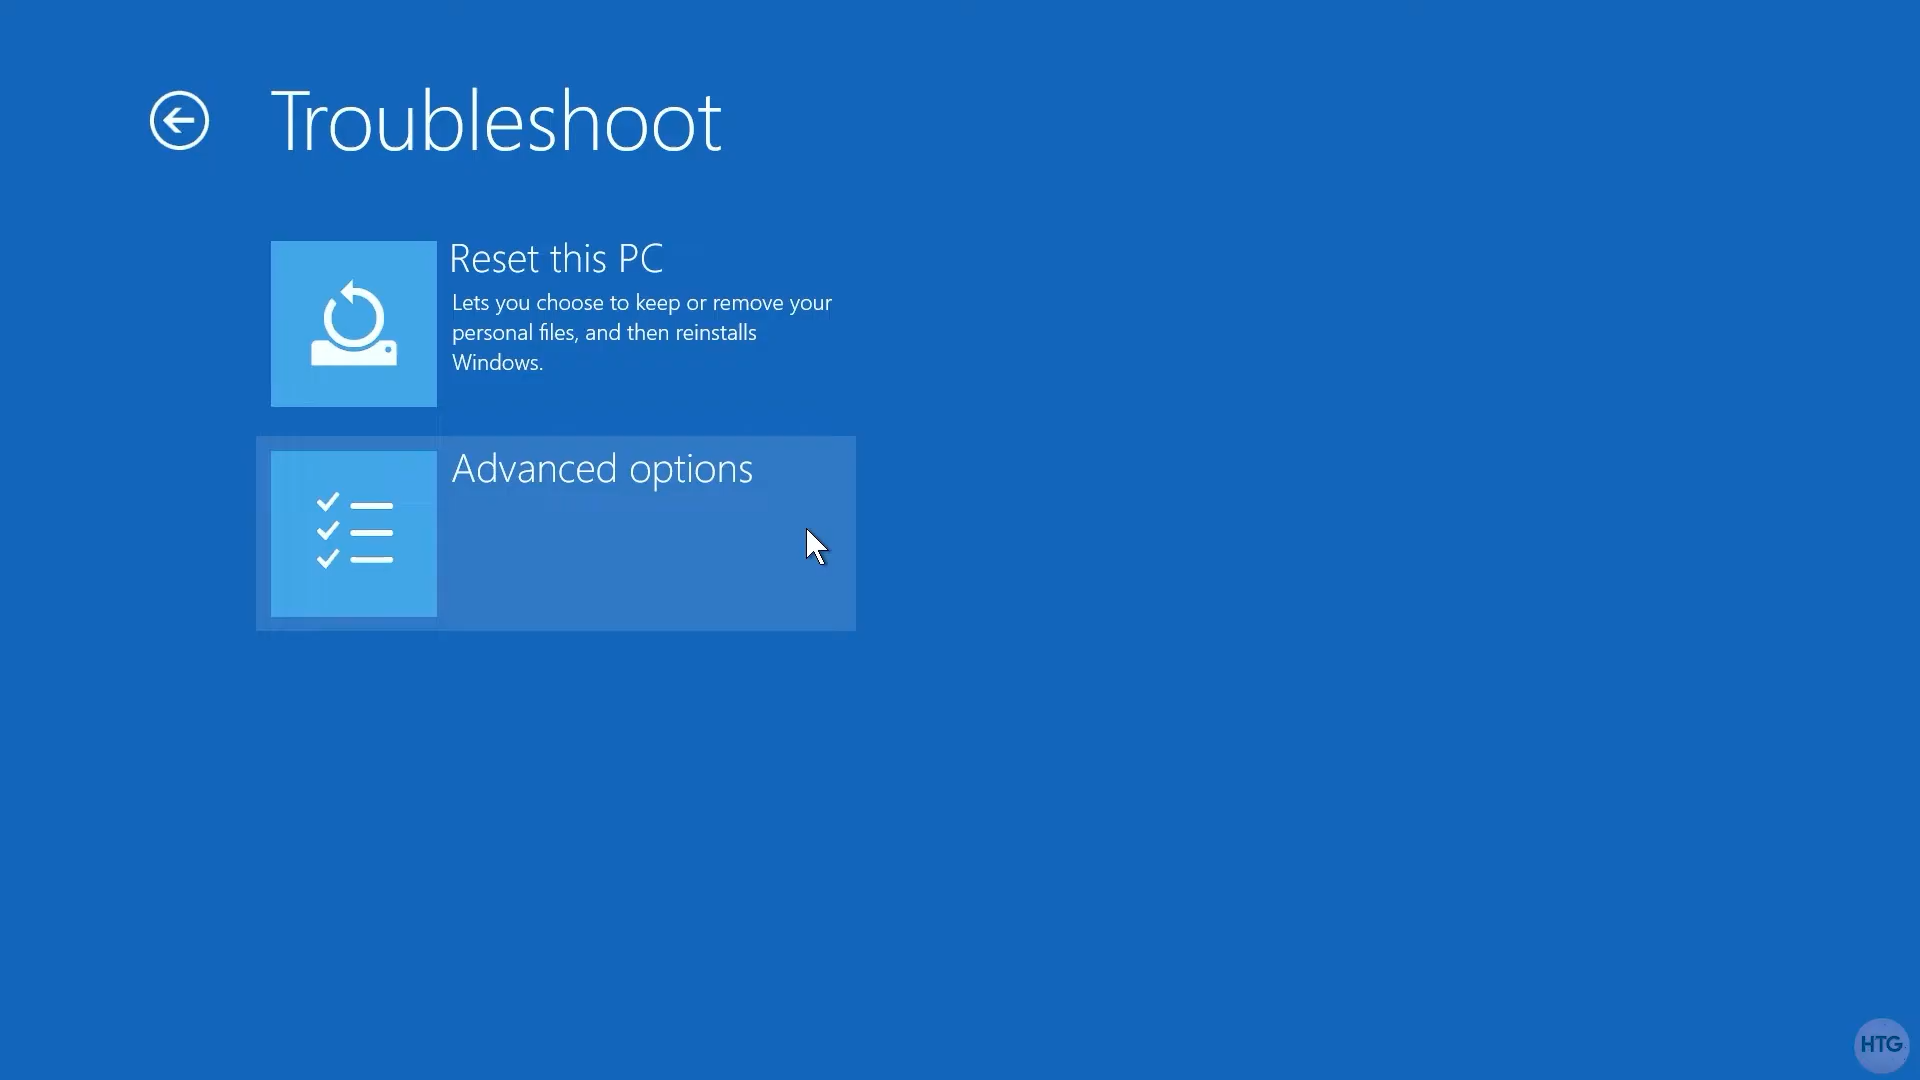 Troubleshoot
Reset this PC
Lets you choose to keep or remove your
personal files, and then reinstalls
Windows.
Advanced options
HTG